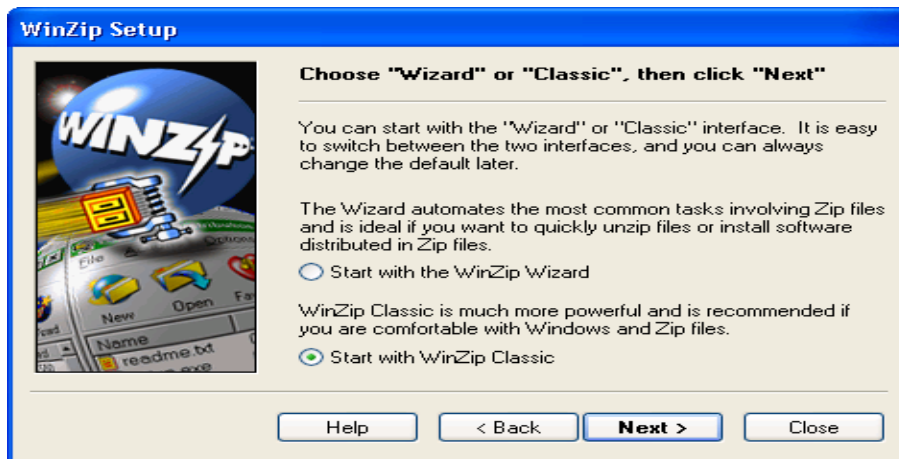 WinZip Setup
Choose "Wizard" or "Classic", then click "Next"
You can start with the "Wizard" or "Classic" interface. It is easy
to switch between the two interfaces, and you can always
change the default later.
The Wizard automates the most common tasks involving Zip files
and is ideal if you want to quickly unzip files or install software
distributed in Zip files.
Start with the WinZip Wizard
WinZip Classic is much more powerful and is recommended if
you are comfortable with Windows and Zip files.
Start with WinZip Classic
WINZIP
File
Options
New
Open
Name
readme.txt
Help
< Back
Next >
Close